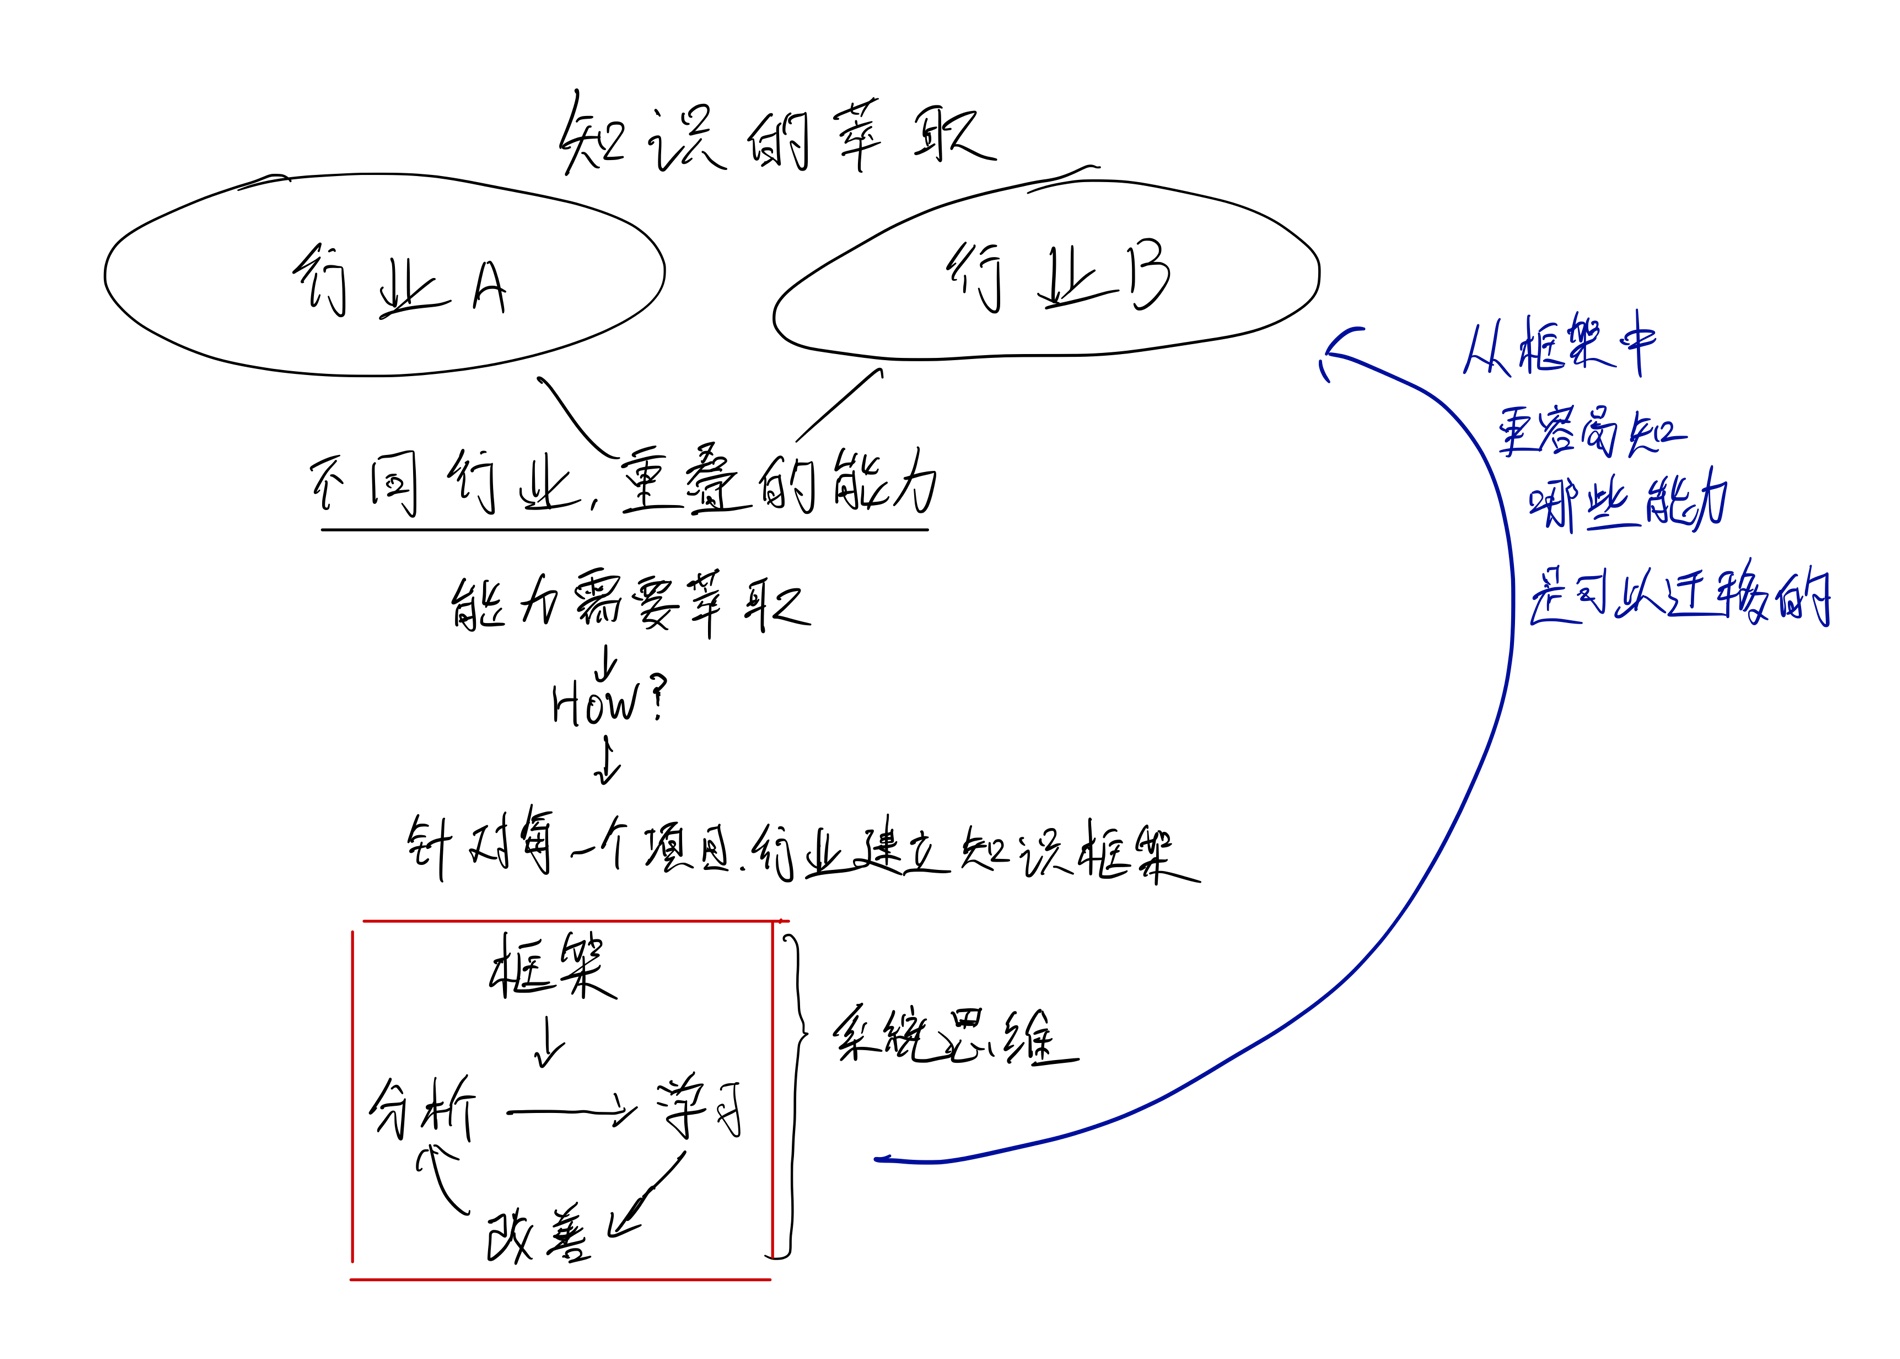 知识的萃取
行业A
行业B
不同行业,重叠的能力
能力需要萃取
How?
针对每一个项目.行业建立知识框架
框架
分析
学习
改善
系统思维
从框架中
更容易知
哪些能力
是可以迁移的